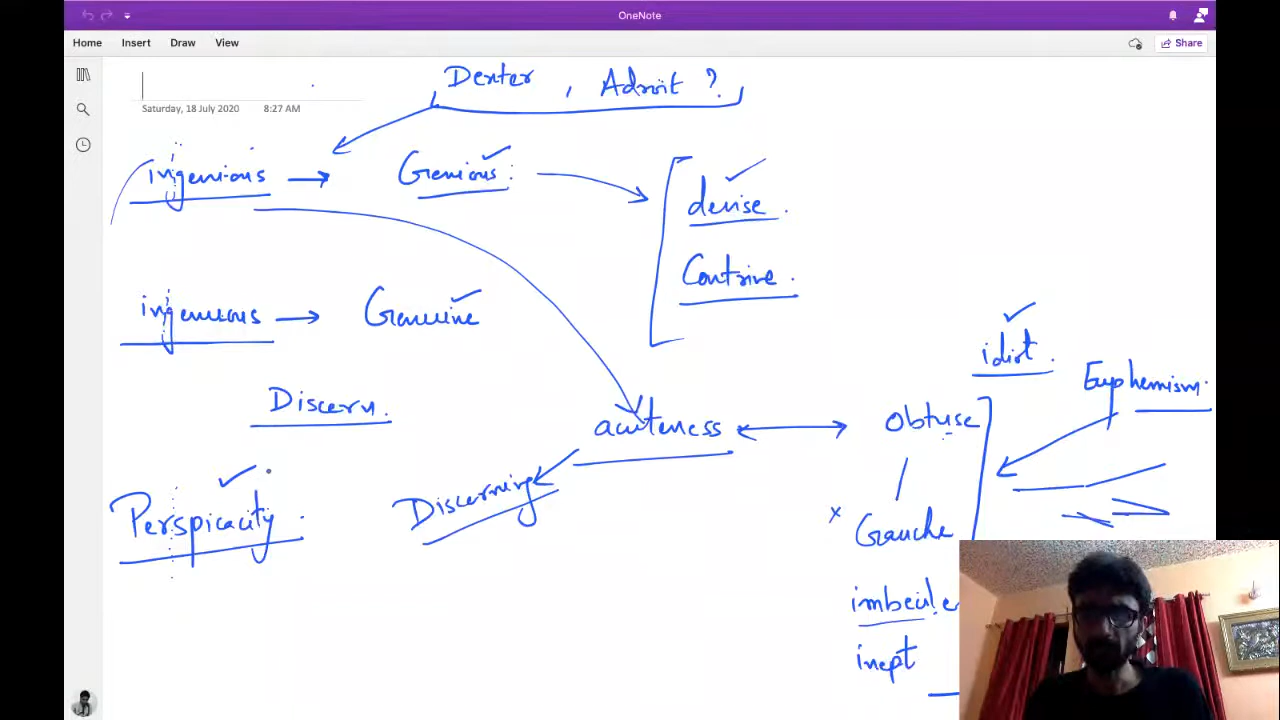 OneNote
Home Insert Draw View Share
Dexter , Adroit ?
Saturday, 18 July 2020 8:27 AM
ingenious → Genious :
devise .
Contrive .
ingenuous → Genuine
idiot .
Euphemism .
Discern .
acuteness ↔ obtuse
Discerning
Perspicacity .
x Gauche
imbecile
inept